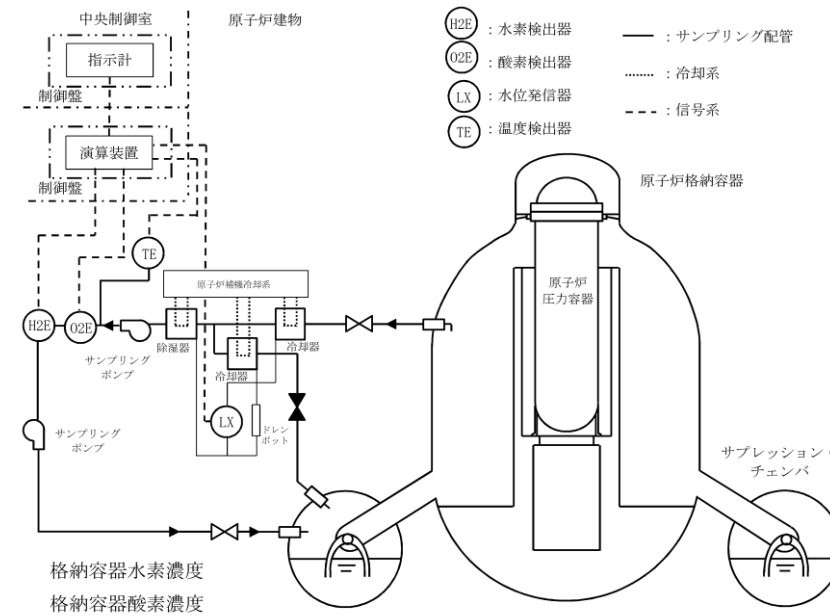 中央制御室
原子炉建物
指示計
制御盤
演算装置
制御盤
H2E
：水素検出器
O2E
：酸素検出器
LX
：水位発信器
TE
：温度検出器
：サンプリング配管
：冷却系
：信号系
原子炉格納容器
TE
原子炉補機冷却系
原子炉
圧力容器
H2E
O2E
サンプリング
ポンプ
除湿器
冷却器
冷却器
LX
ドレン
ポット
サンプリング
ポンプ
サプレッション・
チェンバ
格納容器水素濃度
格納容器酸素濃度